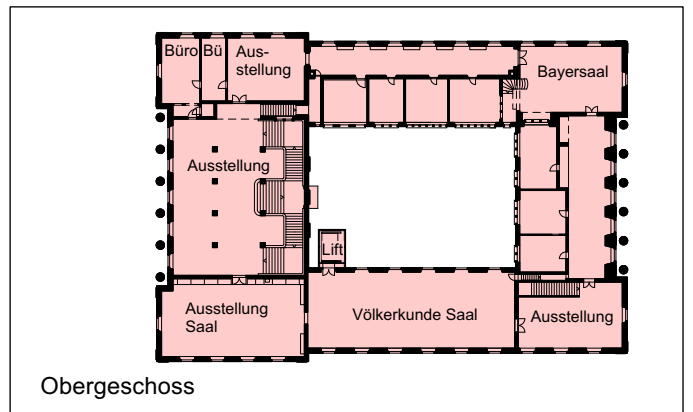 Büro
Bü
Aus-
stellung
Bayersaal
Ausstellung
Lift
Ausstellung
Saal
Völkerkunde Saal
Ausstellung
Obergeschoss